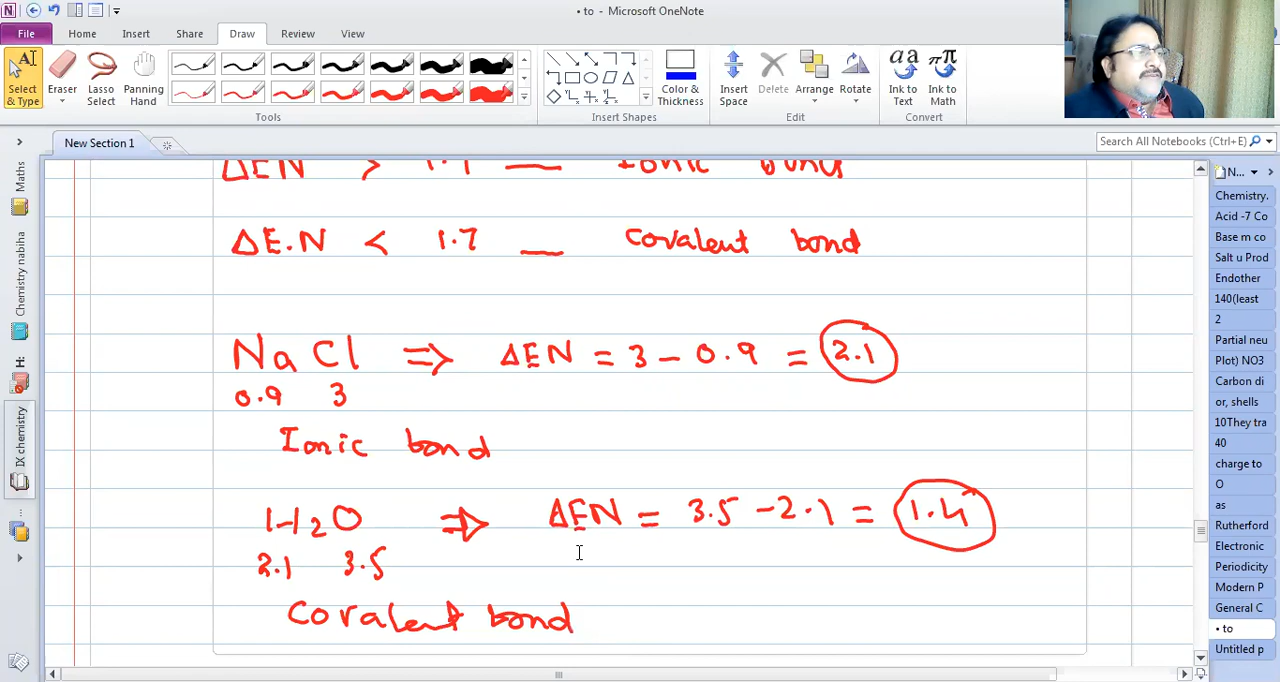 • to - Microsoft OneNote
File Home Insert Share Draw Review View
Select & Type
Eraser
Lasso Select
Panning Hand
Color & Thickness
Insert Space
Delete
Arrange
Rotate
Ink to Text
Ink to Math
Tools
Insert Shapes
Edit
Convert
New Section 1
Search All Notebooks (Ctrl+E)
Maths
Chemistry nabiha
IX chemistry
ΔEN > 1.7 __ Ionic bonds
ΔE.N < 1.7 __ Covalent bond
NaCl ⇒ ΔEN = 3 - 0.9 = 2.1
0.9 3
Ionic bond
H2O ⇒ ΔEN = 3.5 - 2.1 = 1.4
2.1 3.5
Covalent bond
N...
Chemistry.
Acid -7 Co
Base m co
Salt u Prod
Endother
140(least
2
Partial neu
Plot) NO3
Carbon di
or, shells
10They tra
40
charge to
O
as
Rutherford
Electronic
Periodicity
Modern P
General C
• to
Untitled p